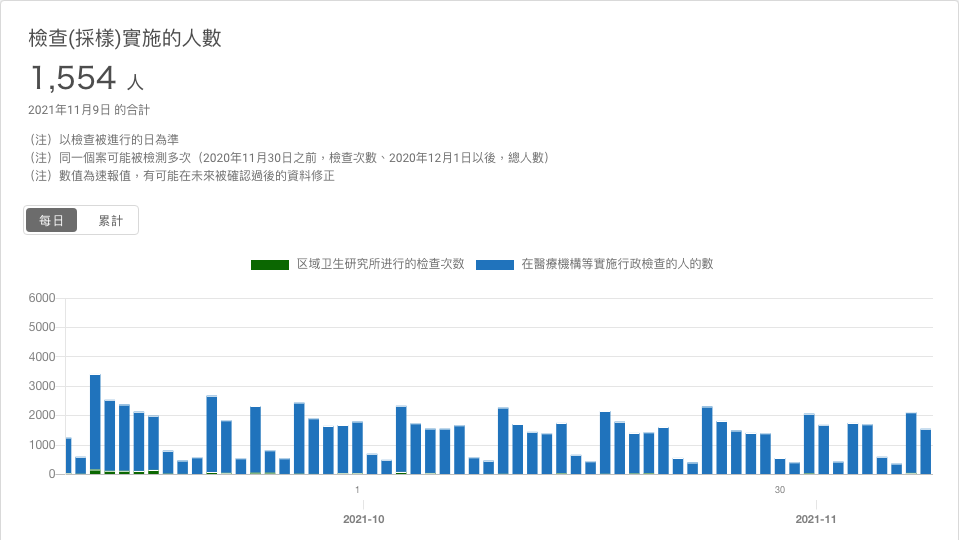 檢查(採樣)實施的人數
1,554 人
2021年11月9日 的合計
（注）以檢查被進行的日為準
（注）同一個案可能被檢測多次（2020年11月30日之前，檢查次數、2020年12月1日以後，總人數）
（注）數值為速報值，有可能在未來被確認過後的資料修正
每日 累計
区域卫生研究所进行的检查次数 在醫療機構等實施行政檢查的人的數
6000
5000
4000
3000
2000
1000
0
1 30
2021-10 2021-11